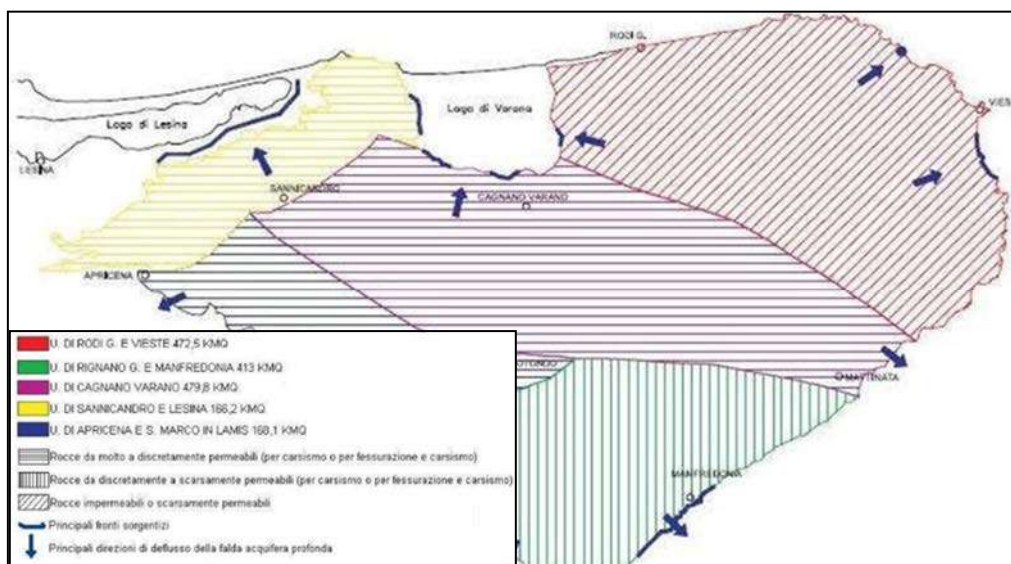 RODI G.
Lago di Lesina
Lago di Varano
VIES
LESINA
SANNICANDRO
CAGNANO VARANO
APRICENA
U. DI RODI G. E VIESTE 472,5 KMQ
U. DI RIGNANO G. E MANFREDONIA 413 KMQ
U. DI CAGNANO VARANO 479,8 KMQ
U. DI SANNICANDRO E LESINA 166,2 KMQ
U. DI APRICENA E S. MARCO IN LAMIS 168,1 KMQ
Rocce da molto a discretamente permeabili (per carsismo o per fessurazione e carsismo)
Rocce da discretamente a scarsamente permeabili (per carsismo o per fessurazione e carsismo)
Rocce impermeabili o scarsamente permeabili
Principali fronti sorgentizi
Principali direzioni di deflusso della falda acquifera profonda
OTONDO
MATTINATA
MANFREDONIA